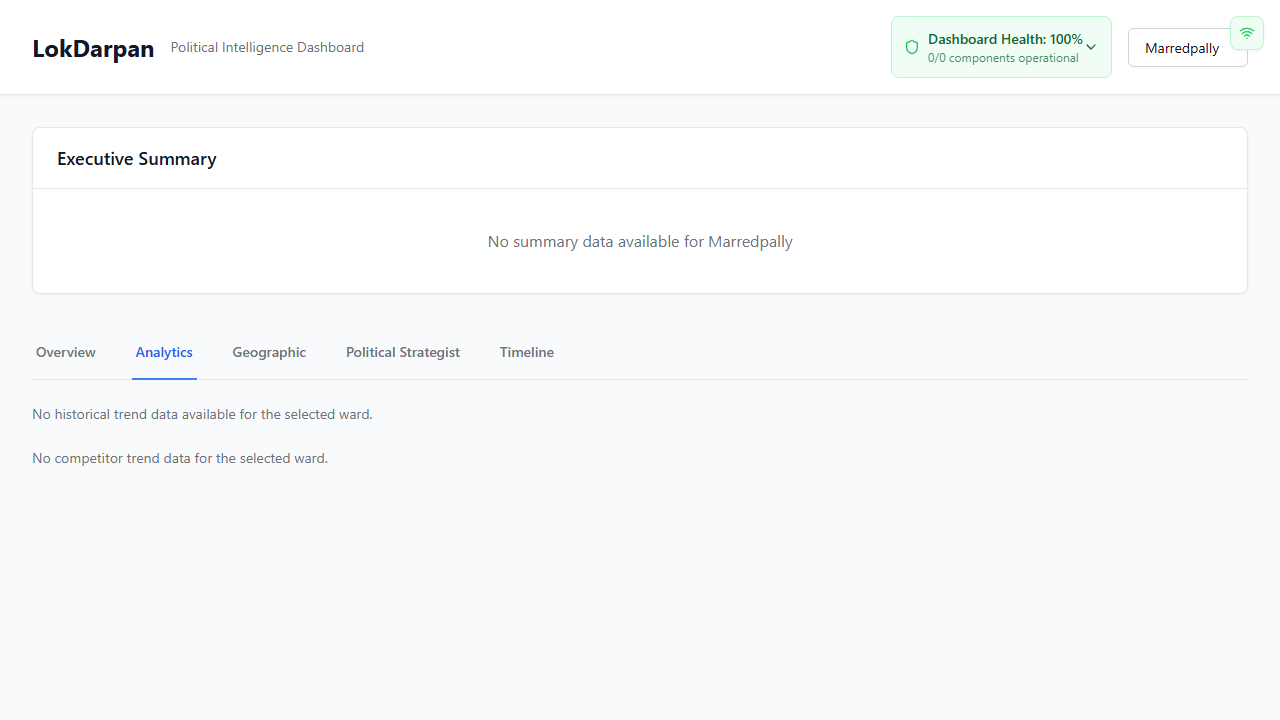 LokDarpan
Political Intelligence Dashboard
Dashboard Health: 100%
0/0 components operational
Marredpally
Executive Summary
No summary data available for Marredpally
Overview
Analytics
Geographic
Political Strategist
Timeline
No historical trend data available for the selected ward.
No competitor trend data for the selected ward.